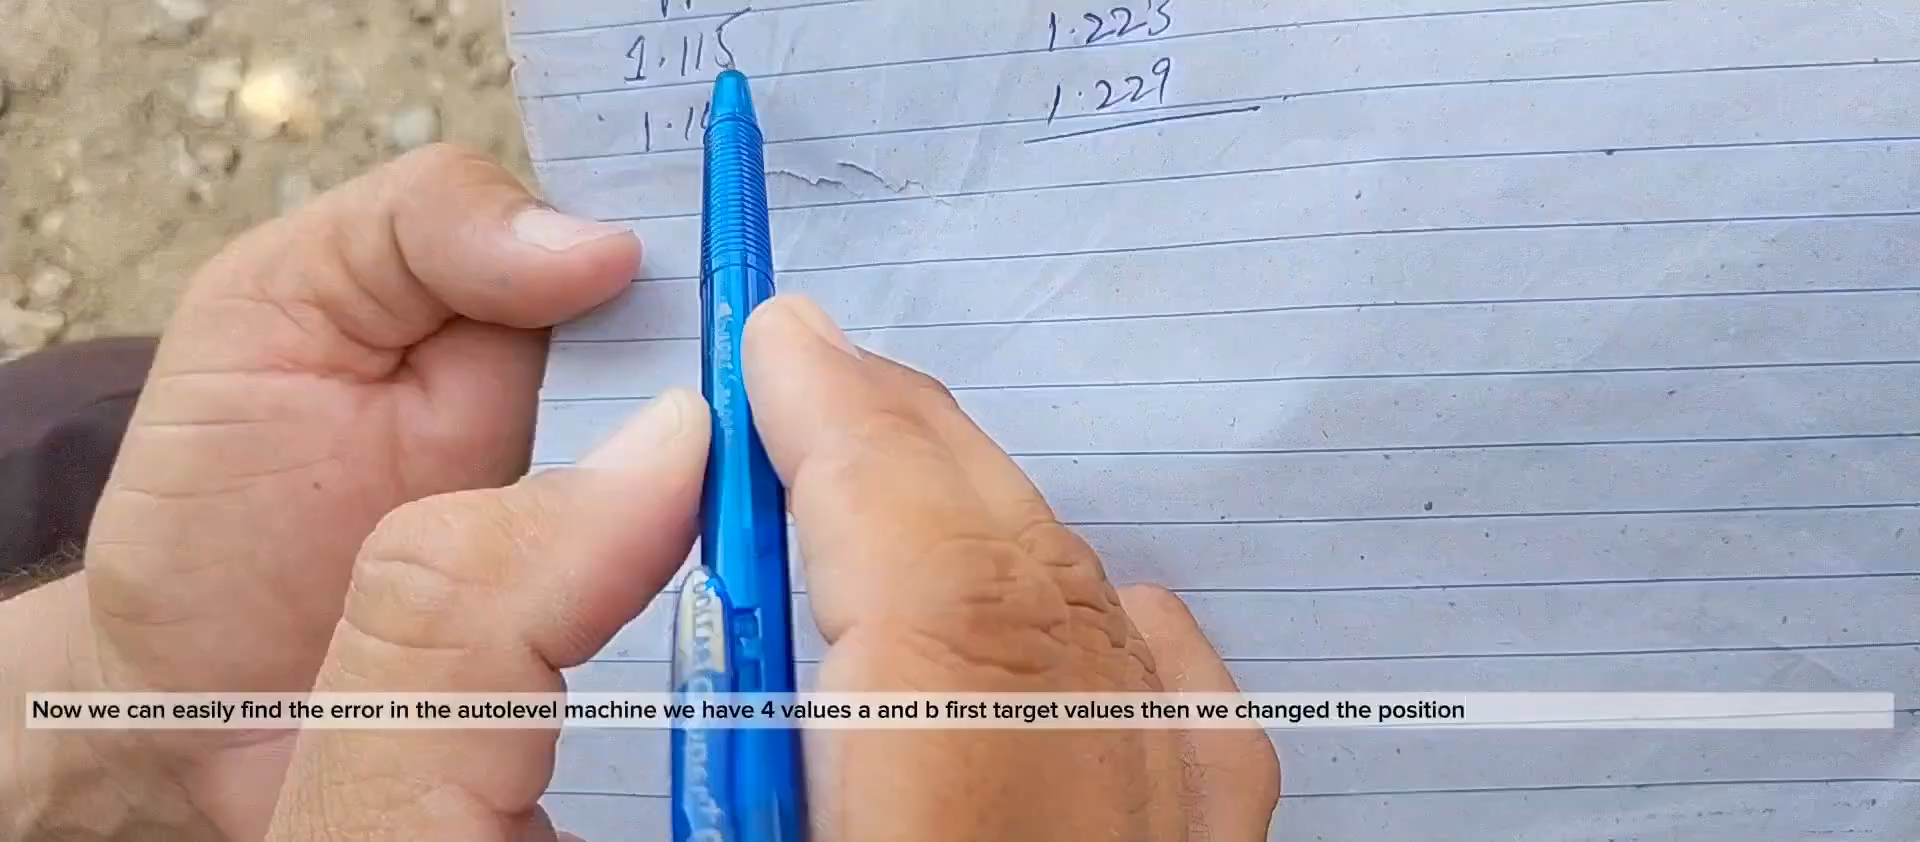 1.115
1.223
1.229
Now we can easily find the error in the autolevel machine we have 4 values a and b first target values then we changed the position